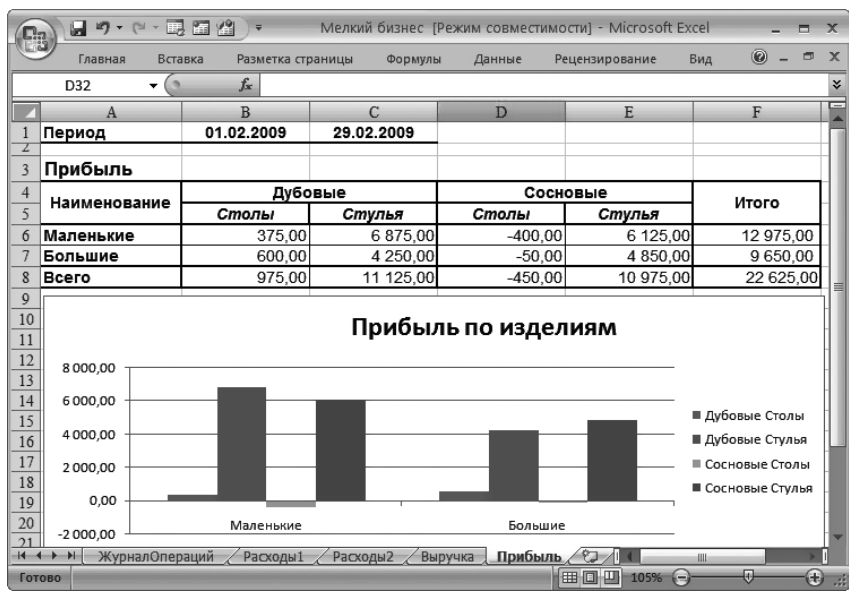 Мелкий бизнес [Режим совместимости] - Microsoft Excel
Главная Вставка Разметка страницы Формулы Данные Рецензирование Вид
D32 fx
A B C D E F
1 Период 01.02.2009 29.02.2009
2
3 Прибыль
4 Наименование Дубовые Сосновые Итого
5 Столы Стулья Столы Стулья
6 Маленькие 375,00 6 875,00 -400,00 6 125,00 12 975,00
7 Большие 600,00 4 250,00 -50,00 4 850,00 9 650,00
8 Всего 975,00 11 125,00 -450,00 10 975,00 22 625,00
9
10 Прибыль по изделиям
11
12 8 000,00
13
14 6 000,00
15 Дубовые Столы
16 4 000,00 Дубовые Стулья
17 2 000,00 Сосновые Столы
18 Сосновые Стулья
19 0,00
20 Маленькие Большие
21 -2 000,00
ЖурналОпераций Расходы1 Расходы2 Выручка Прибыль
Готово 105%